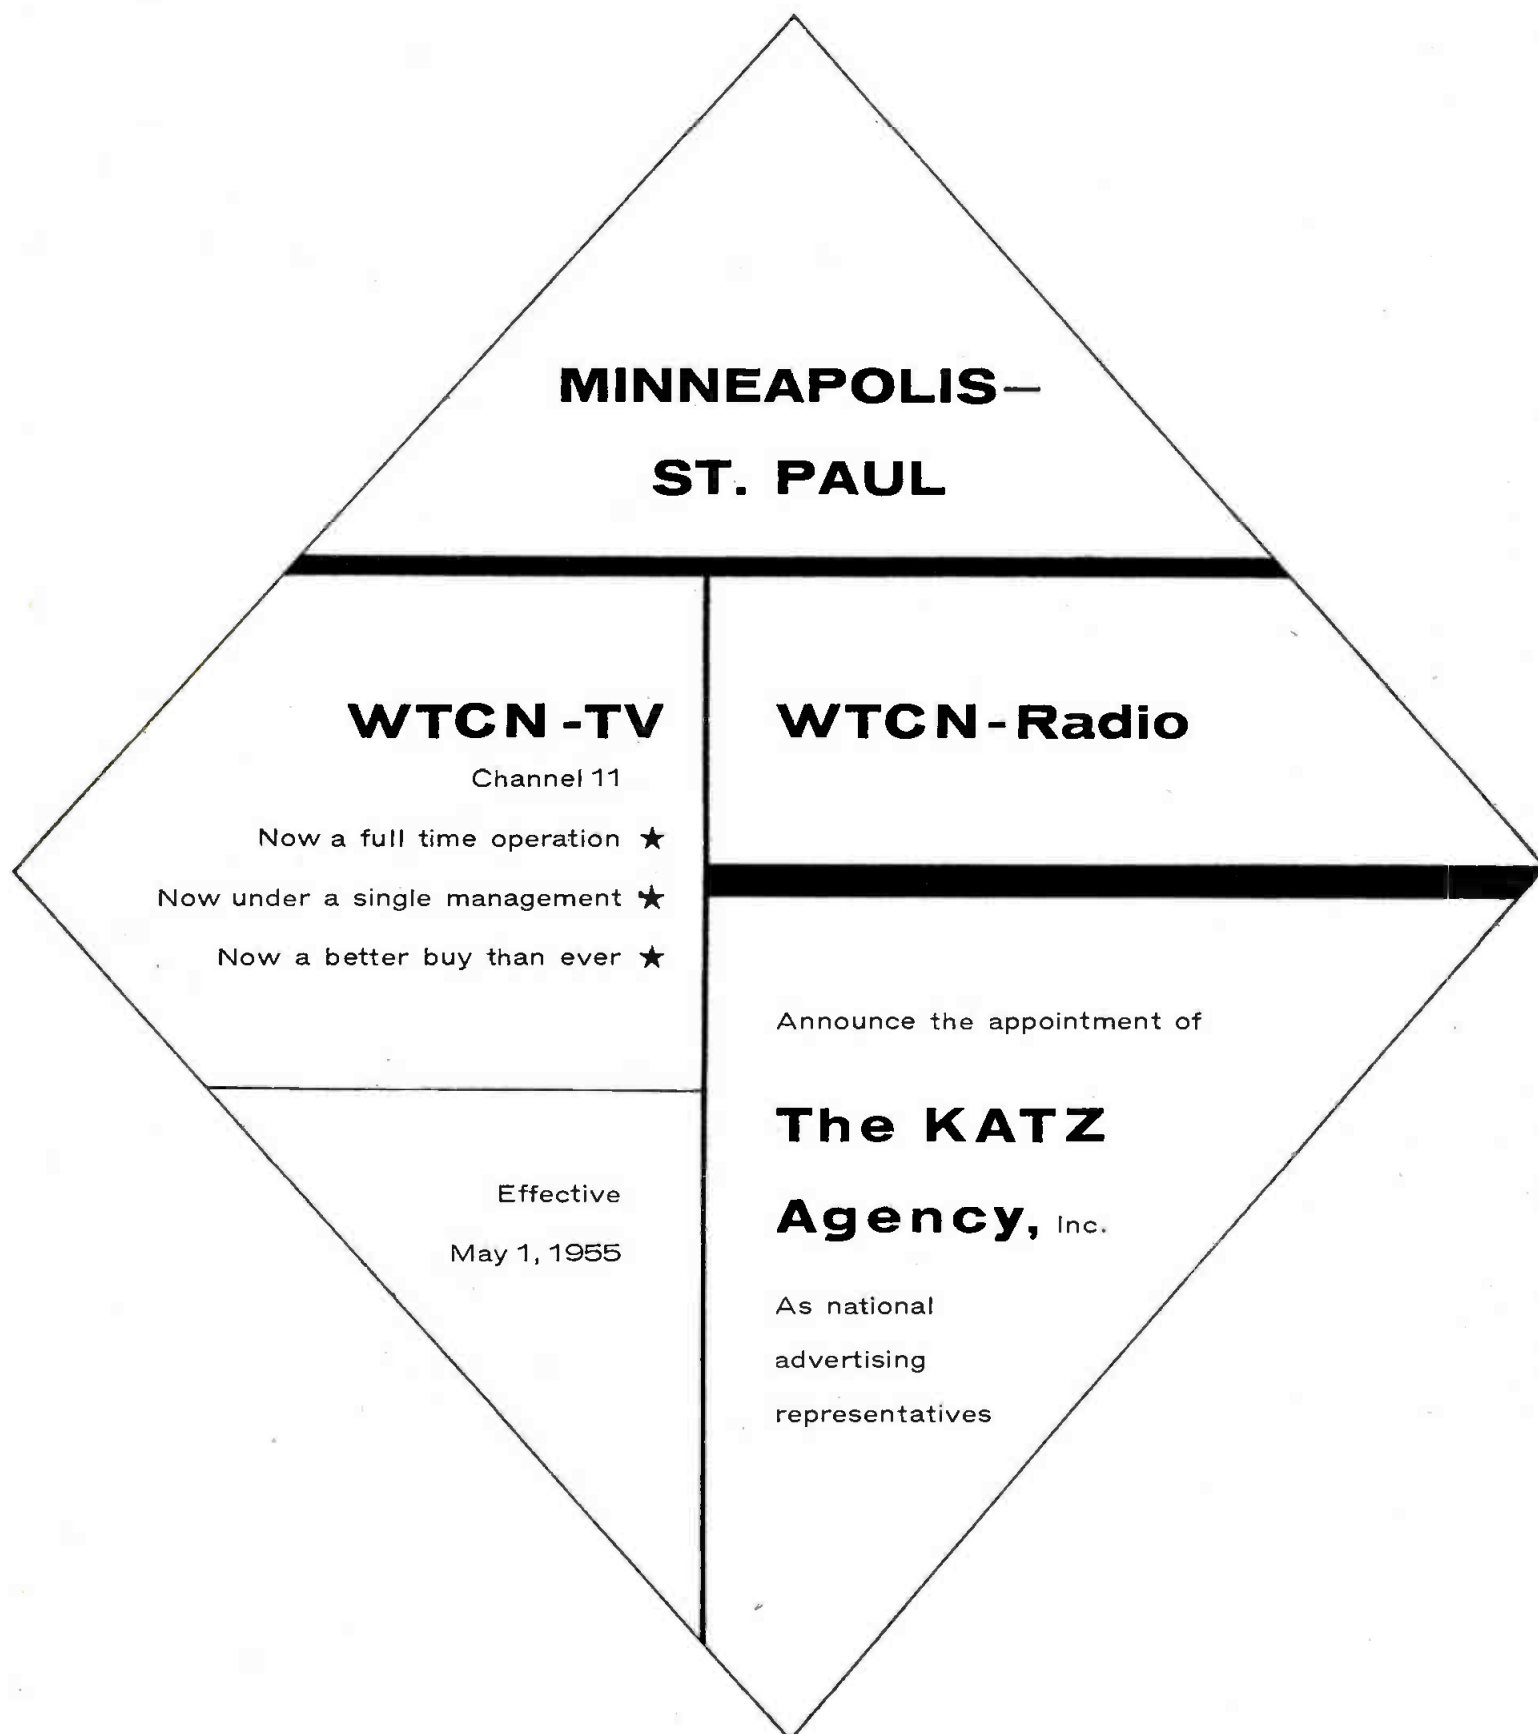 MINNEAPOLIS—
ST. PAUL
WTCN-TV
Channel 11
Now a full time operation ★
Now under a single management ★
Now a better buy than ever ★
WTCN-Radio
Announce the appointment of
The KATZ
Agency, Inc.
As national
advertising
representatives
Effective
May 1, 1955